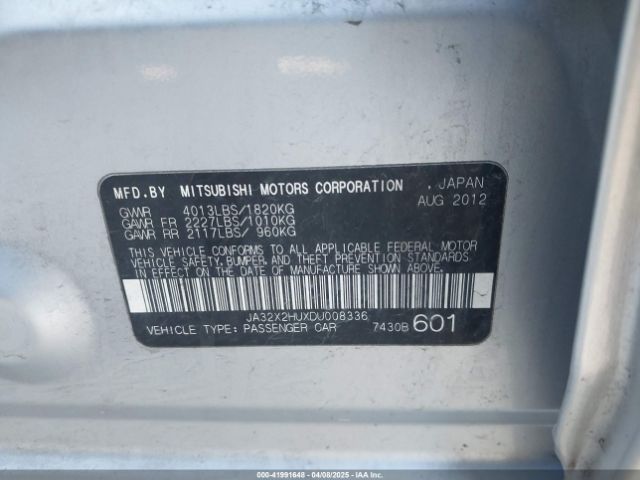 MFD.BY MITSUBISHI MOTORS CORPORATION , JAPAN
AUG 2012
GVWR 4013LBS/1820KG
GAWR FR 2227LBS/1010KG
GAWR RR 2117LBS/ 960KG
THIS VEHICLE CONFORMS TO ALL APPLICABLE FEDERAL MOTOR
VEHICLE SAFETY,BUMPER,AND THEFT PREVENTION STANDARDS
IN EFFECT ON THE DATE OF MANUFACTURE SHOWN ABOVE.
JA32X2HUXDU008336
VEHICLE TYPE: PASSENGER CAR 7430B 601
000-41991648 - 04/08/2025 - IAA Inc.